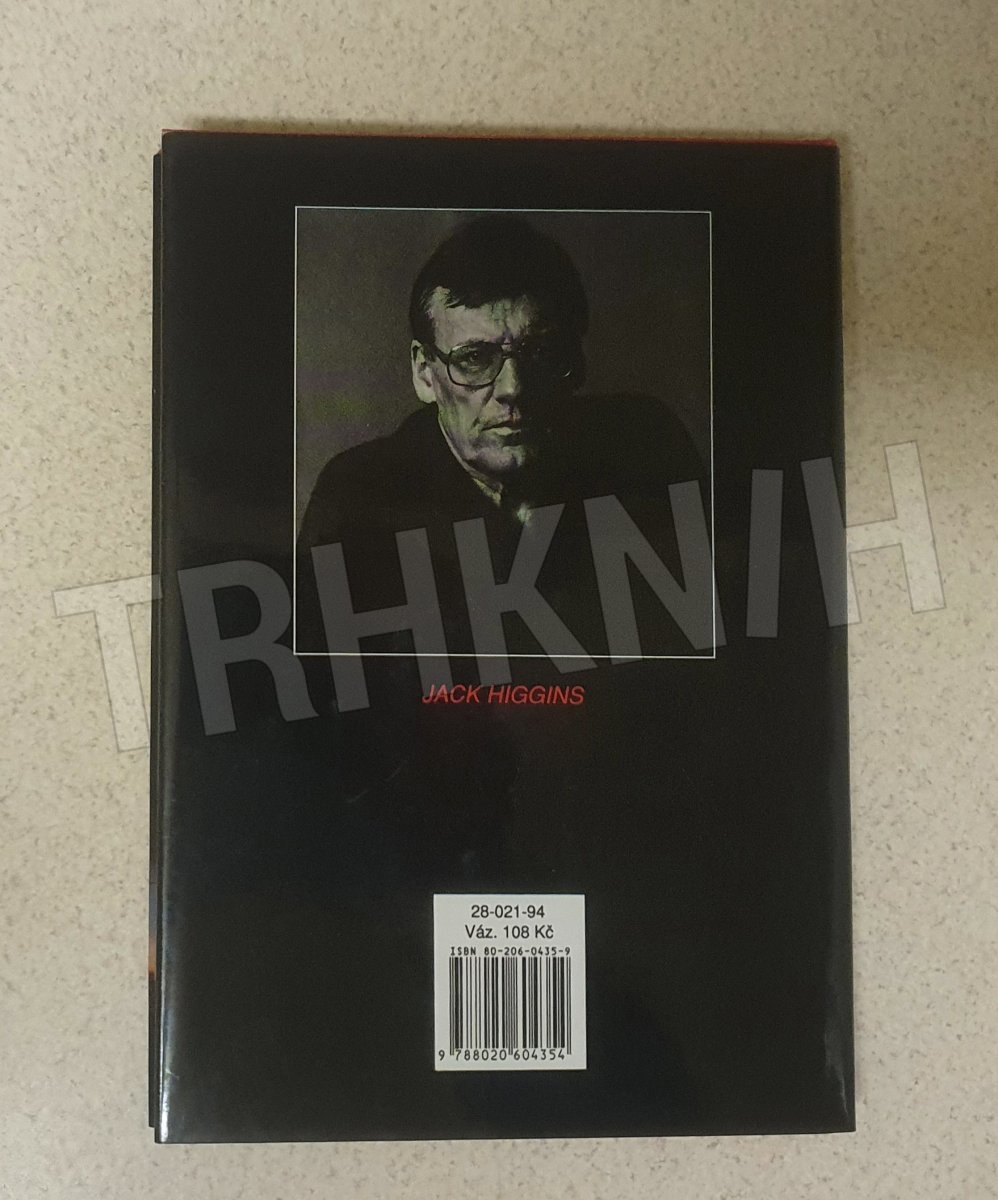 TRHKNIH
JACK HIGGINS
28-021-94
Váz. 108 Kč
ISBN 80-206-0435-9
9 788020 604354